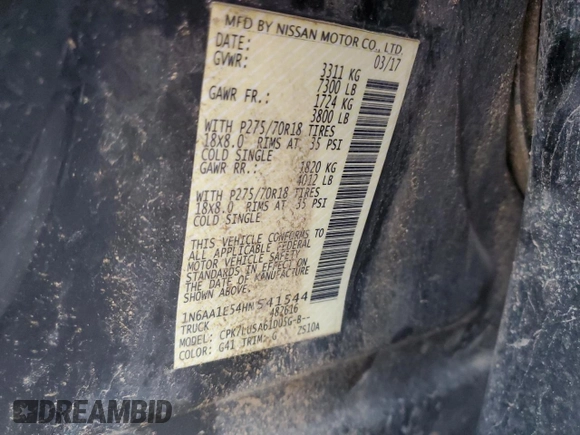 MFD BY NISSAN MOTOR CO., LTD.
DATE: 03/17
GVWR: 3311 KG
7300 LB
GAWR FR.: 1724 KG
3800 LB
WITH P275/70R18 TIRES
18X8.0 RIMS AT 35 PSI
COLD SINGLE
GAWR RR.: 1820 KG
4012 LB
WITH P275/70R18 TIRES
18X8.0 RIMS AT 35 PSI
COLD SINGLE
THIS VEHICLE CONFORMS TO
ALL APPLICABLE FEDERAL
MOTOR VEHICLE SAFETY
STANDARDS IN EFFECT ON
THE DATE OF MANUFACTURE
SHOWN ABOVE.
1N6AA1E54HN541544
TRUCK 482616
MODEL:
COLOR: G41 TRIM: G ZS10A
DREAMBID